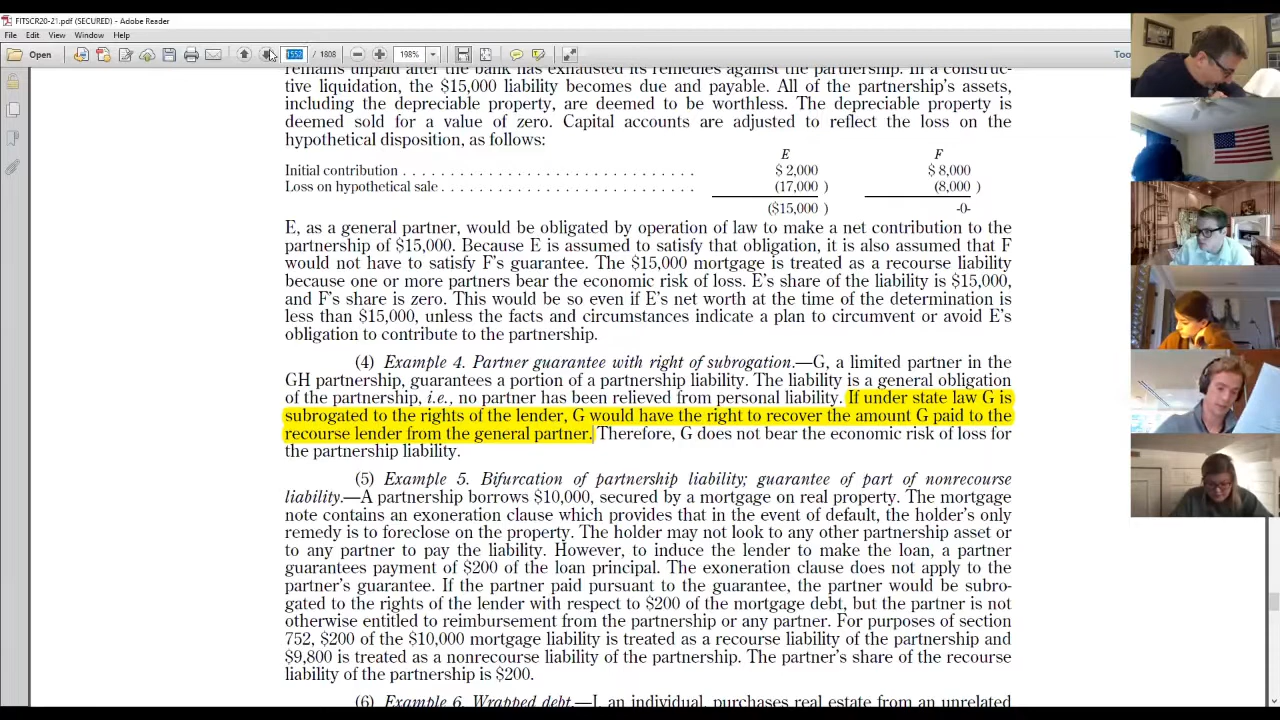 FITSCR20-21.pdf (SECURED) - Adobe Reader
File Edit View Window Help
Open 1552 / 1808 198% Too
remains unpaid after the bank has exhausted its remedies against the partnership. In a construc-
tive liquidation, the $15,000 liability becomes due and payable. All of the partnership's assets,
including the depreciable property, are deemed to be worthless. The depreciable property is
deemed sold for a value of zero. Capital accounts are adjusted to reflect the loss on the
hypothetical disposition, as follows:
E F
Initial contribution . . . . . . . . . . . . . . . . . . . . . . . . . . . . . $ 2,000 $ 8,000
Loss on hypothetical sale . . . . . . . . . . . . . . . . . . . . . . . . . (17,000 ) (8,000 )
($15,000 ) -0-
E, as a general partner, would be obligated by operation of law to make a net contribution to the
partnership of $15,000. Because E is assumed to satisfy that obligation, it is also assumed that F
would not have to satisfy F's guarantee. The $15,000 mortgage is treated as a recourse liability
because one or more partners bear the economic risk of loss. E's share of the liability is $15,000,
and F's share is zero. This would be so even if E's net worth at the time of the determination is
less than $15,000, unless the facts and circumstances indicate a plan to circumvent or avoid E's
obligation to contribute to the partnership.
(4) Example 4. Partner guarantee with right of subrogation.—G, a limited partner in the
GH partnership, guarantees a portion of a partnership liability. The liability is a general obligation
of the partnership, i.e., no partner has been relieved from personal liability. If under state law G is
subrogated to the rights of the lender, G would have the right to recover the amount G paid to the
recourse lender from the general partner. Therefore, G does not bear the economic risk of loss for
the partnership liability.
(5) Example 5. Bifurcation of partnership liability; guarantee of part of nonrecourse
liability.—A partnership borrows $10,000, secured by a mortgage on real property. The mortgage
note contains an exoneration clause which provides that in the event of default, the holder's only
remedy is to foreclose on the property. The holder may not look to any other partnership asset or
to any partner to pay the liability. However, to induce the lender to make the loan, a partner
guarantees payment of $200 of the loan principal. The exoneration clause does not apply to the
partner's guarantee. If the partner paid pursuant to the guarantee, the partner would be subro-
gated to the rights of the lender with respect to $200 of the mortgage debt, but the partner is not
otherwise entitled to reimbursement from the partnership or any partner. For purposes of section
752, $200 of the $10,000 mortgage liability is treated as a recourse liability of the partnership and
$9,800 is treated as a nonrecourse liability of the partnership. The partner's share of the recourse
liability of the partnership is $200.
(6) Example 6. Wrapped debt.—I, an individual, purchases real estate from an unrelated